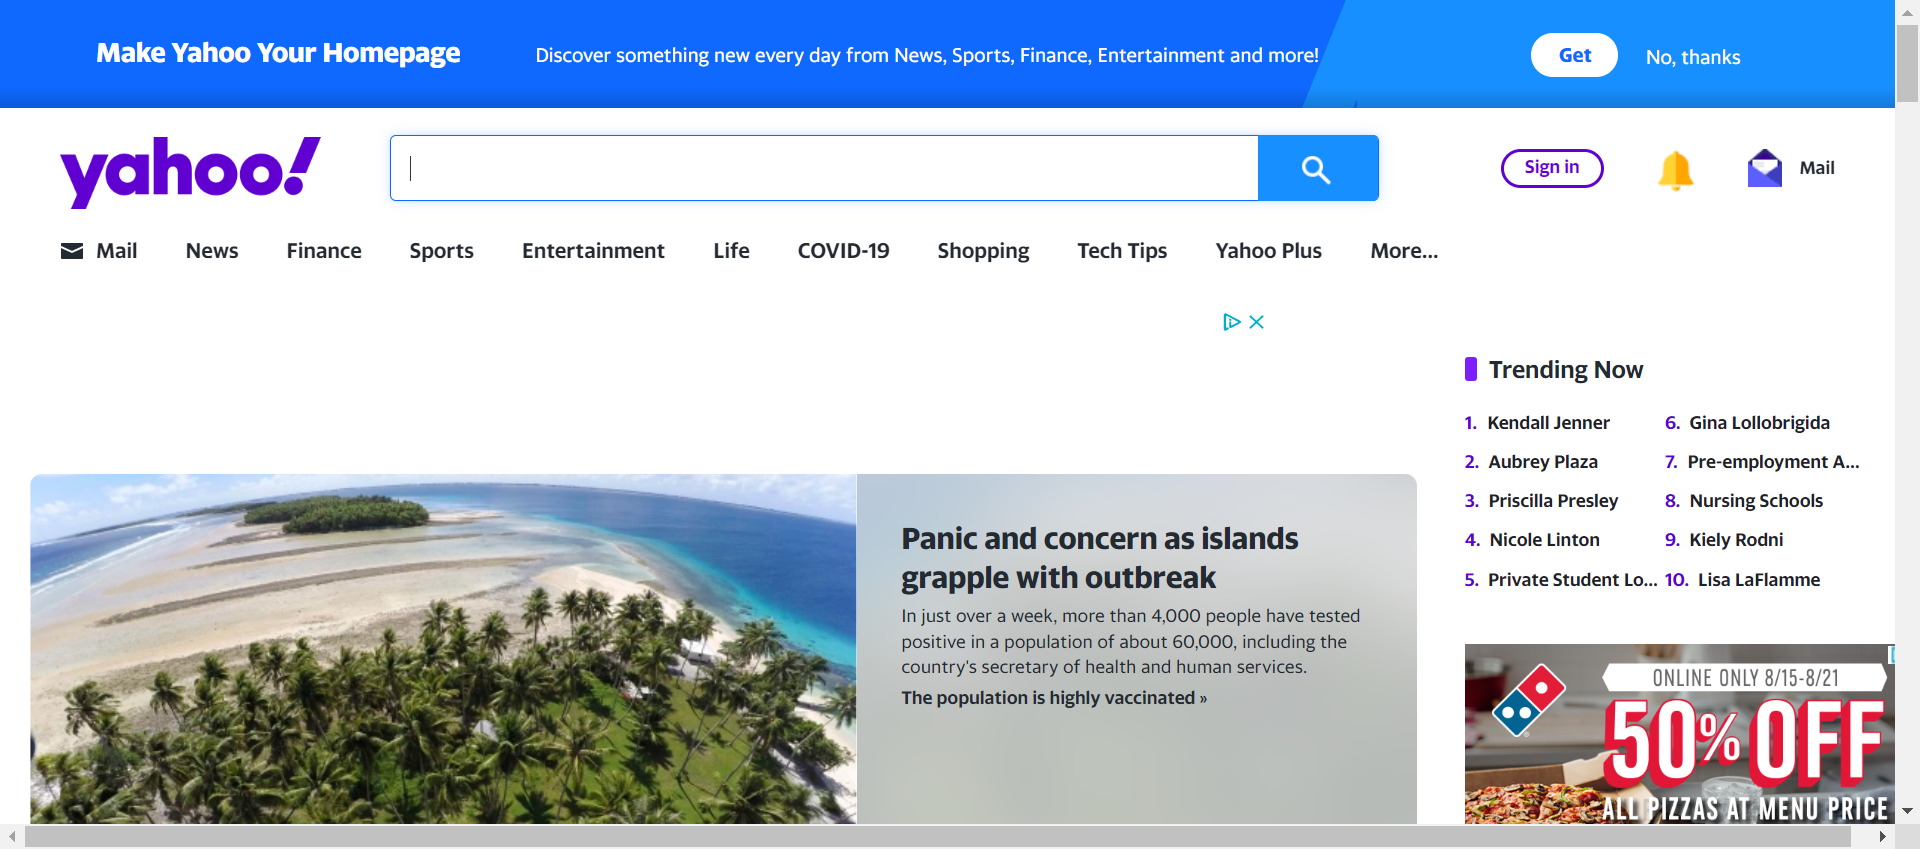 Make Yahoo Your Homepage
Discover something new every day from News, Sports, Finance, Entertainment and more!
Get
No, thanks
yahoo!
Sign in
Mail
Mail
News
Finance
Sports
Entertainment
Life
COVID-19
Shopping
Tech Tips
Yahoo Plus
More...
Trending Now
1. Kendall Jenner
2. Aubrey Plaza
3. Priscilla Presley
4. Nicole Linton
5. Private Student Lo...
6. Gina Lollobrigida
7. Pre-employment A...
8. Nursing Schools
9. Kiely Rodni
10. Lisa LaFlamme
Panic and concern as islands
grapple with outbreak
In just over a week, more than 4,000 people have tested
positive in a population of about 60,000, including the
country's secretary of health and human services.
The population is highly vaccinated »
ONLINE ONLY 8/15-8/21
50% OFF
ALL PIZZAS AT MENU PRICE